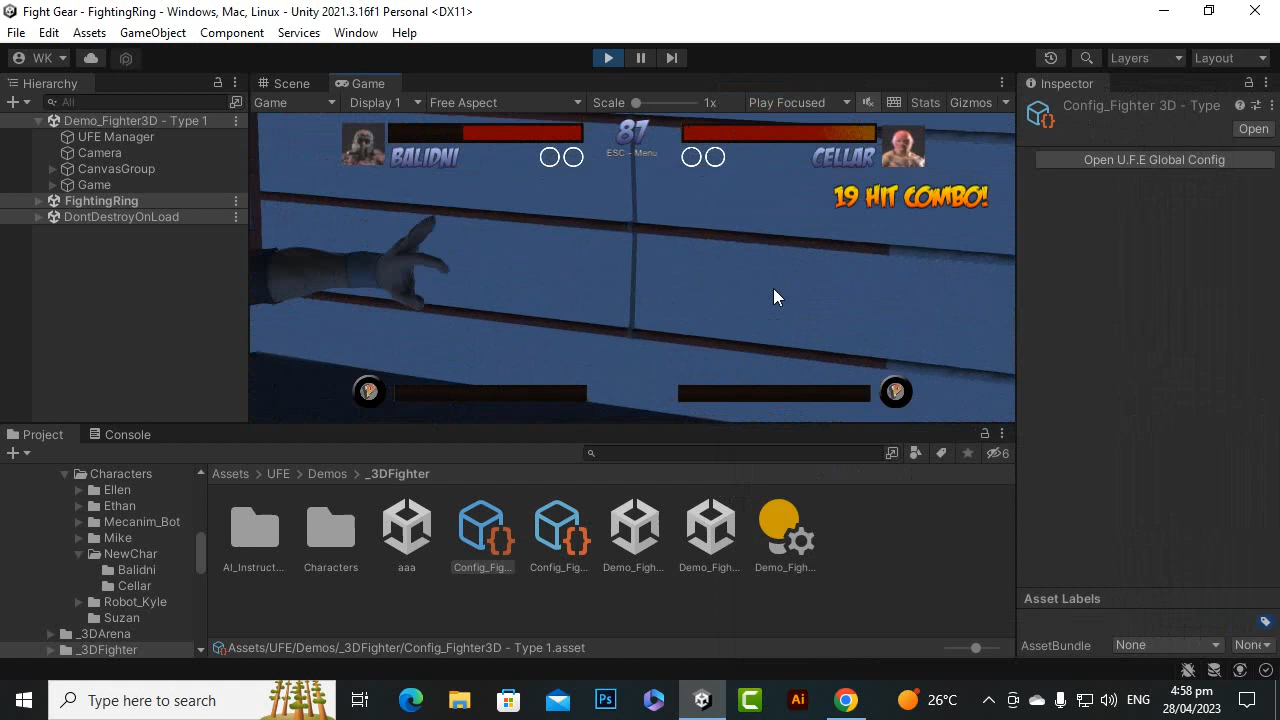 Fight Gear - FightingRing - Windows, Mac, Linux - Unity 2021.3.16f1 Personal <DX11>
File Edit Assets GameObject Component Services Window Help
WK Layers Layout
Hierarchy Scene Game Inspector
All Game Display 1 Free Aspect Scale 1x Play Focused Stats Gizmos
Config_Fighter 3D - Type
Open
Demo_Fighter3D - Type 1
UFE Manager
Camera
CanvasGroup
Game
FightingRing
DontDestroyOnLoad
Open U.F.E Global Config
87
ESC - Menu
BALIDNI CELLAR
19 HIT COMBO!
Project Console
6
Assets > UFE > Demos > _3DFighter
Characters
Ellen
Ethan
Mecanim_Bot
Mike
NewChar
Balidni
Cellar
Robot_Kyle
Suzan
_3DArena
_3DFighter
AI_Instruct... Characters aaa Config_Fig... Config_Fig... Demo_Figh... Demo_Figh... Demo_Figh...
Assets/UFE/Demos/_3DFighter/Config_Fighter3D - Type 1.asset
Asset Labels
AssetBundle None None
Type here to search
Ps
Ai
26°C
ENG
4:58 pm
28/04/2023